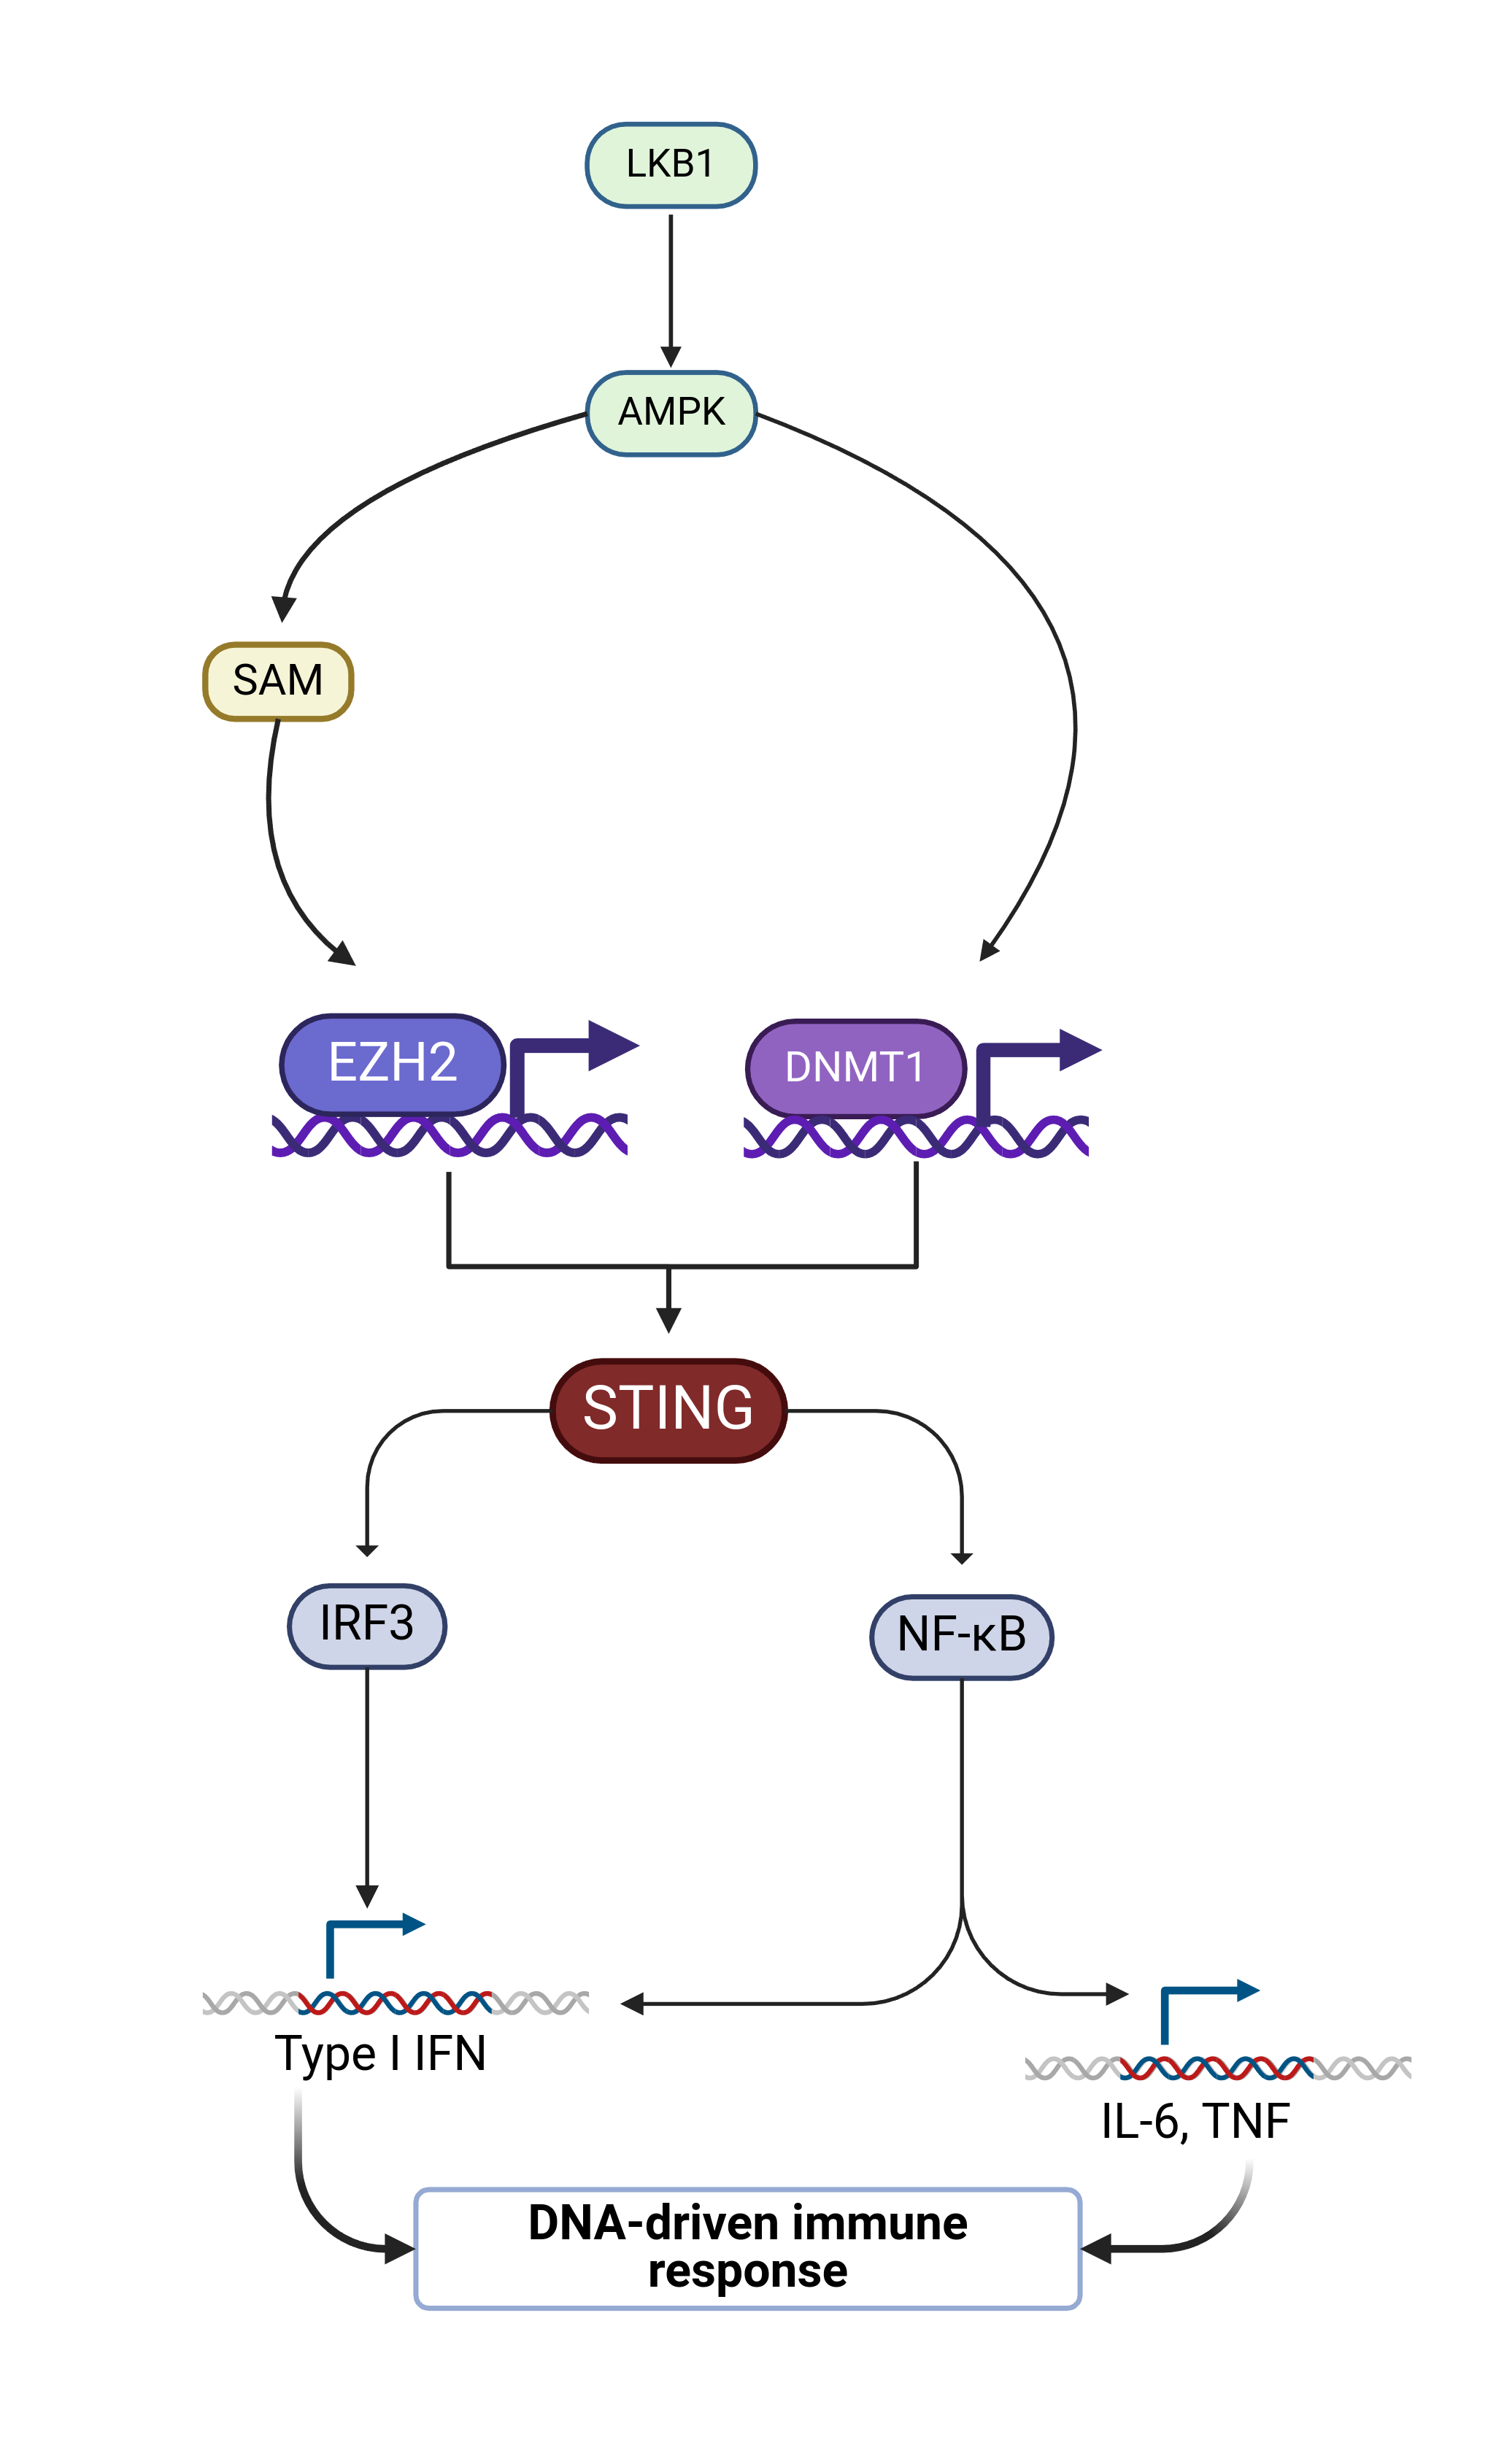 LKB1
AMPK
SAM
EZH2
DNMT1
STING
IRF3
NF-κB
Type I IFN
IL-6, TNF
DNA-driven immune
response